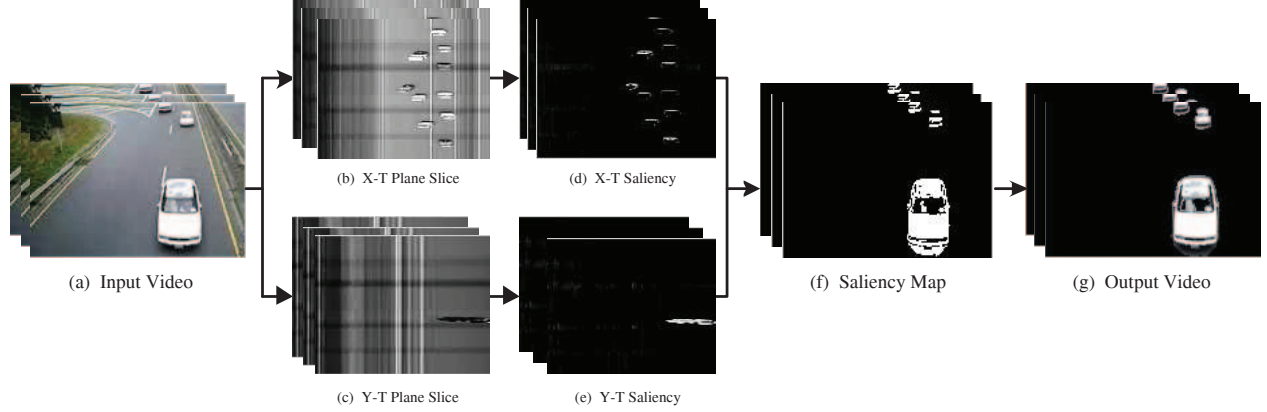 (b) X-T Plane Slice
(d) X-T Saliency
(a) Input Video
(f) Saliency Map
(g) Output Video
(c) Y-T Plane Slice
(e) Y-T Saliency